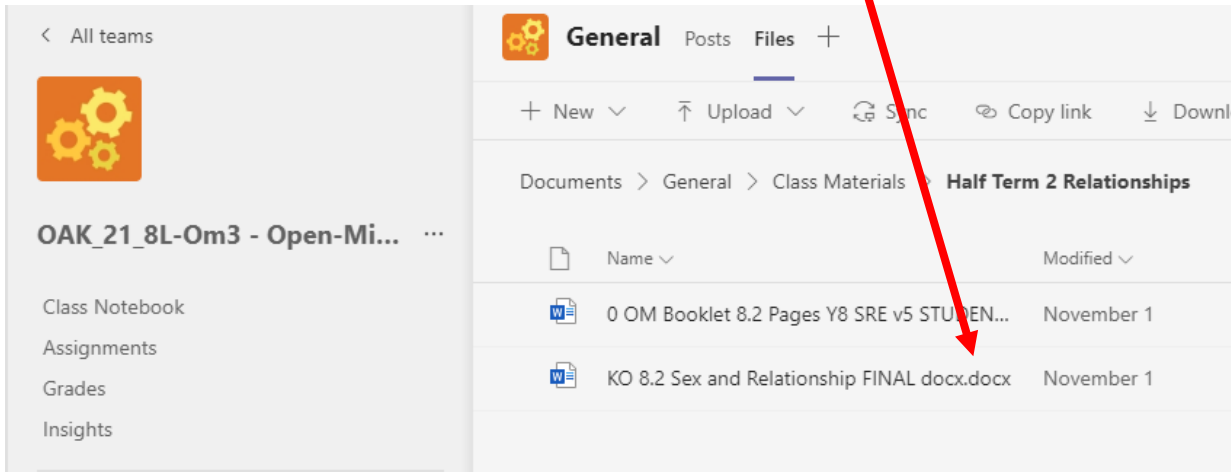 All teams
OAK_21_8L-Om3 - Open-Mi... ...
Class Notebook
Assignments
Grades
Insights
General Posts Files +
+ New Upload Sync Copy link Downl
Documents > General > Class Materials > Half Term 2 Relationships
Name Modified
0 OM Booklet 8.2 Pages Y8 SRE v5 STUDEN... November 1
KO 8.2 Sex and Relationship FINAL docx.docx November 1